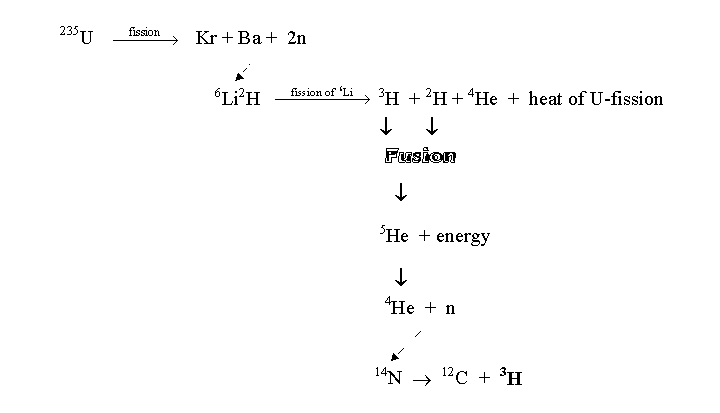 ²³⁵U fission → Kr + Ba + 2n
⁶Li²H fission of ⁶Li → ³H + ²H + ⁴He + heat of U-fission
↓ ↓
Fusion
↓
⁵He + energy
↓
⁴He + n
¹⁴N → ¹²C + ³H